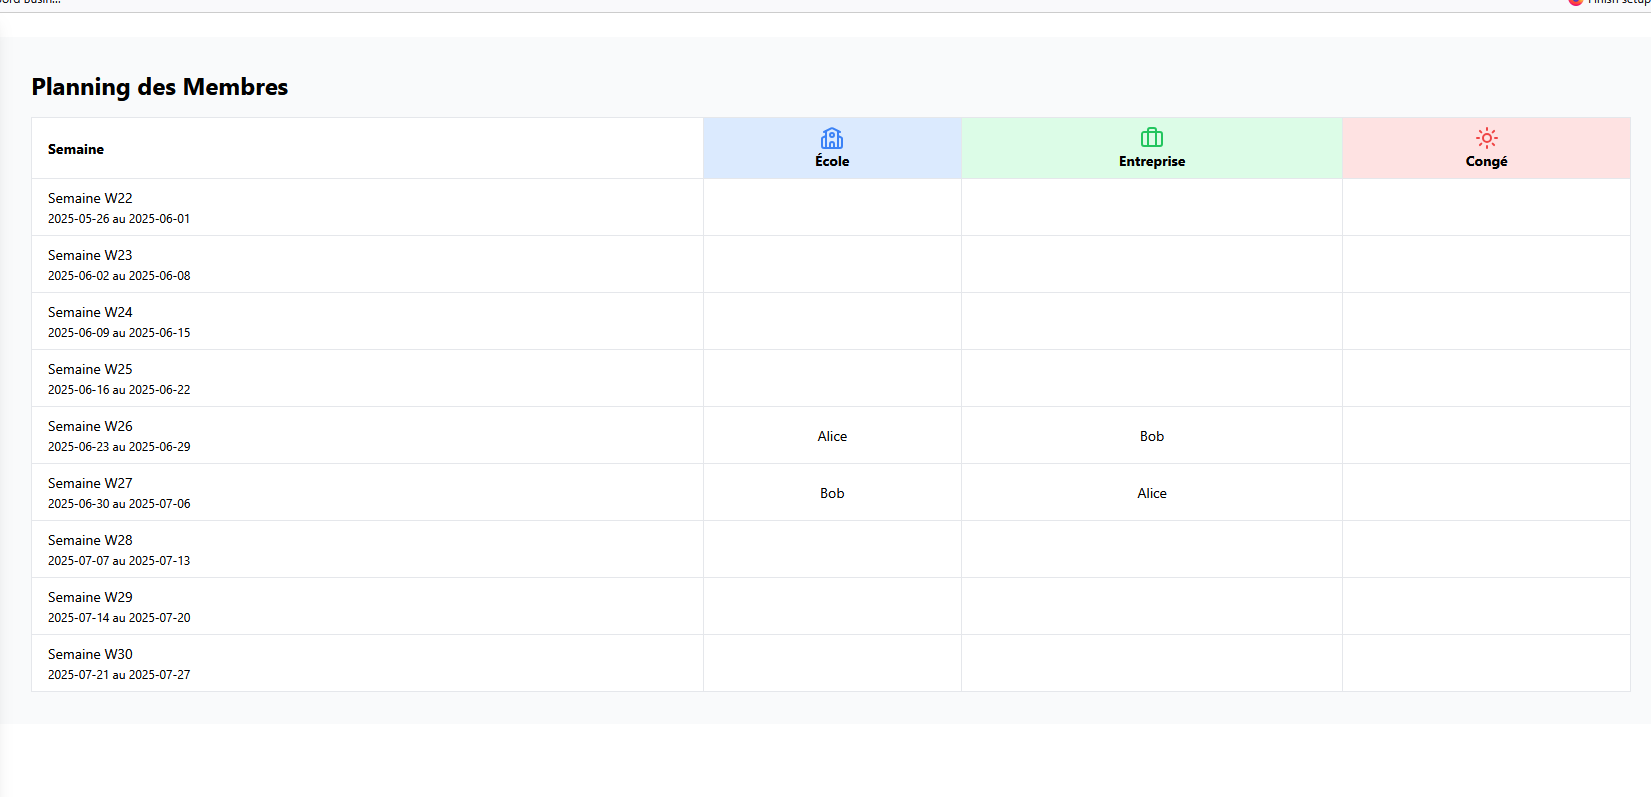 Planning des Membres
Semaine
École
Entreprise
Congé
Semaine W22
2025-05-26 au 2025-06-01
Semaine W23
2025-06-02 au 2025-06-08
Semaine W24
2025-06-09 au 2025-06-15
Semaine W25
2025-06-16 au 2025-06-22
Semaine W26
2025-06-23 au 2025-06-29
Alice
Bob
Semaine W27
2025-06-30 au 2025-07-06
Bob
Alice
Semaine W28
2025-07-07 au 2025-07-13
Semaine W29
2025-07-14 au 2025-07-20
Semaine W30
2025-07-21 au 2025-07-27